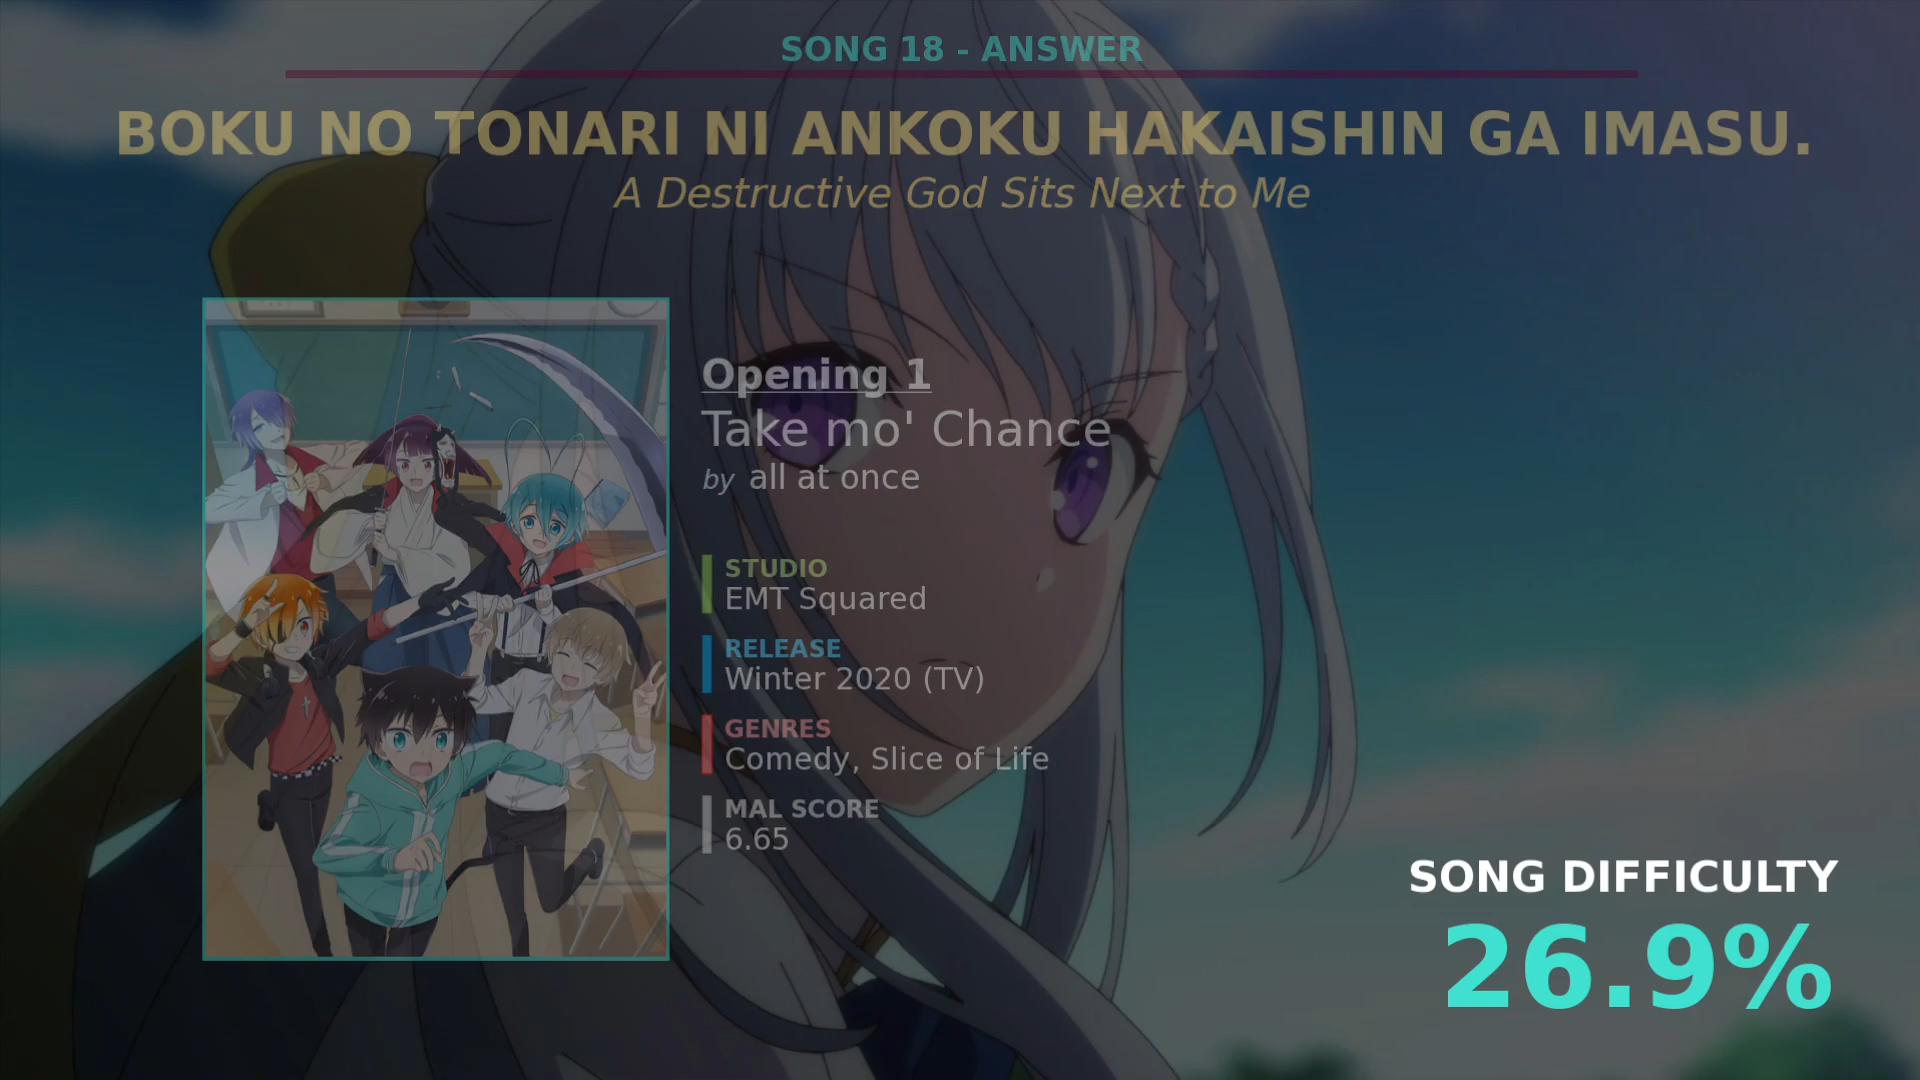 SONG 18 - ANSWER
BOKU NO TONARI NI ANKOKU HAKAISHIN GA IMASU.
A Destructive God Sits Next to Me
Opening 1
Take mo' Chance
by all at once
STUDIO
EMT Squared
RELEASE
Winter 2020 (TV)
GENRES
Comedy, Slice of Life
MAL SCORE
6.65
SONG DIFFICULTY
26.9%